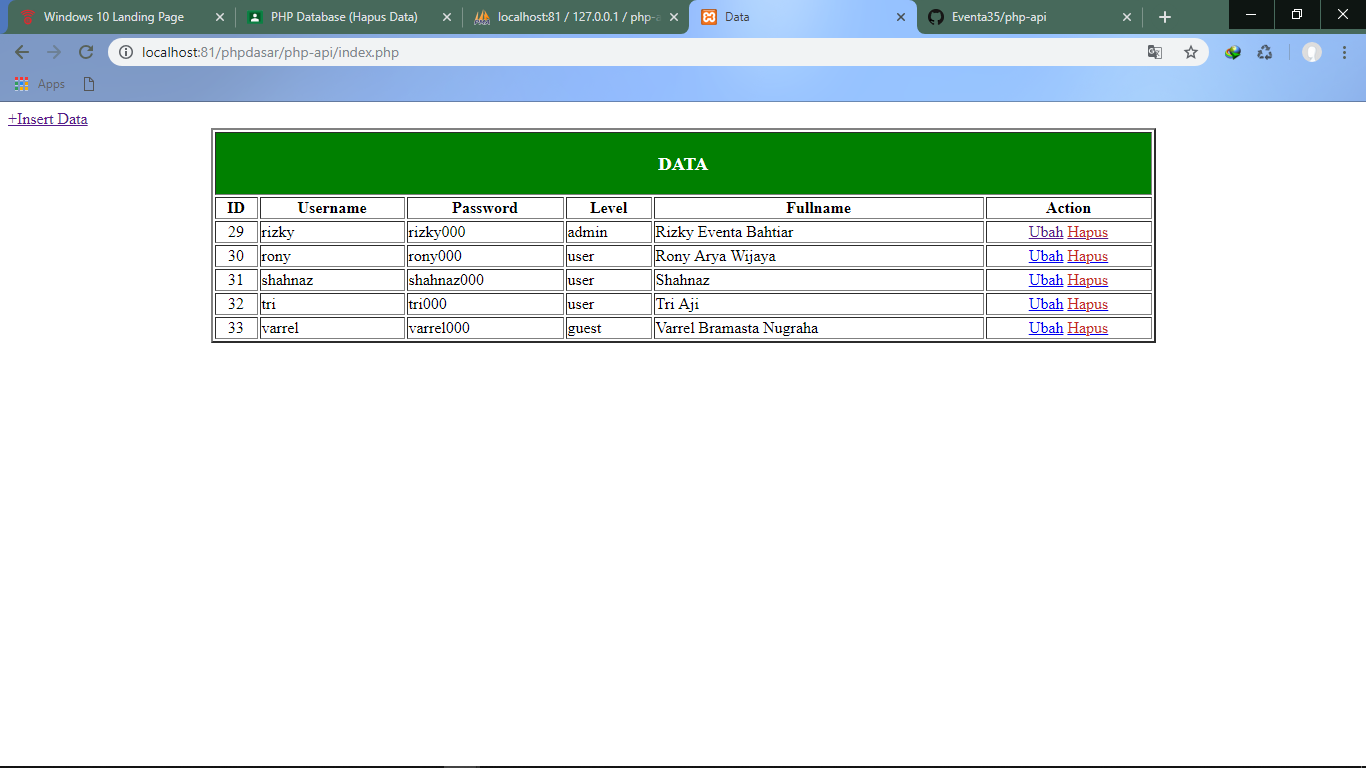 Windows 10 Landing Page
PHP Database (Hapus Data)
localhost:81 / 127.0.0.1 / php-a
Data
Eventa35/php-api
localhost:81/phpdasar/php-api/index.php
Apps
+Insert Data
DATA
ID Username Password Level Fullname Action
29 rizky rizky000 admin Rizky Eventa Bahtiar Ubah Hapus
30 rony rony000 user Rony Arya Wijaya Ubah Hapus
31 shahnaz shahnaz000 user Shahnaz Ubah Hapus
32 tri tri000 user Tri Aji Ubah Hapus
33 varrel varrel000 guest Varrel Bramasta Nugraha Ubah Hapus